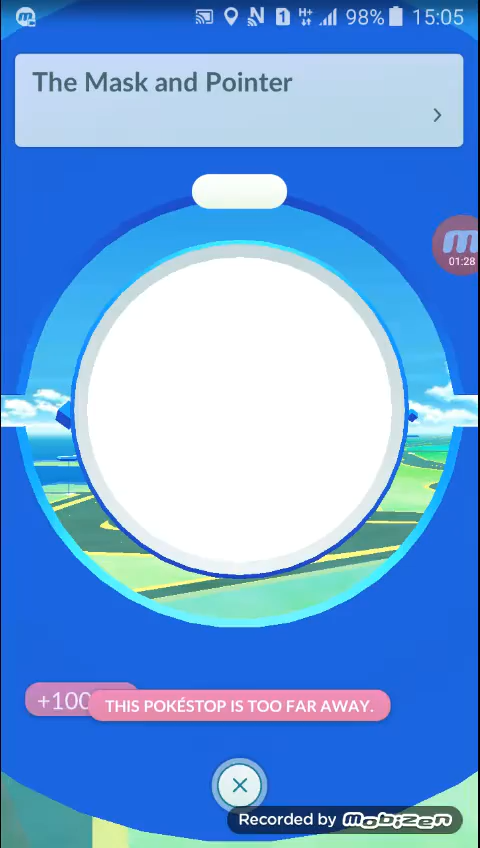 98% 15:05
The Mask and Pointer
01:28
+100
THIS POKÉSTOP IS TOO FAR AWAY.
Recorded by Mobizen